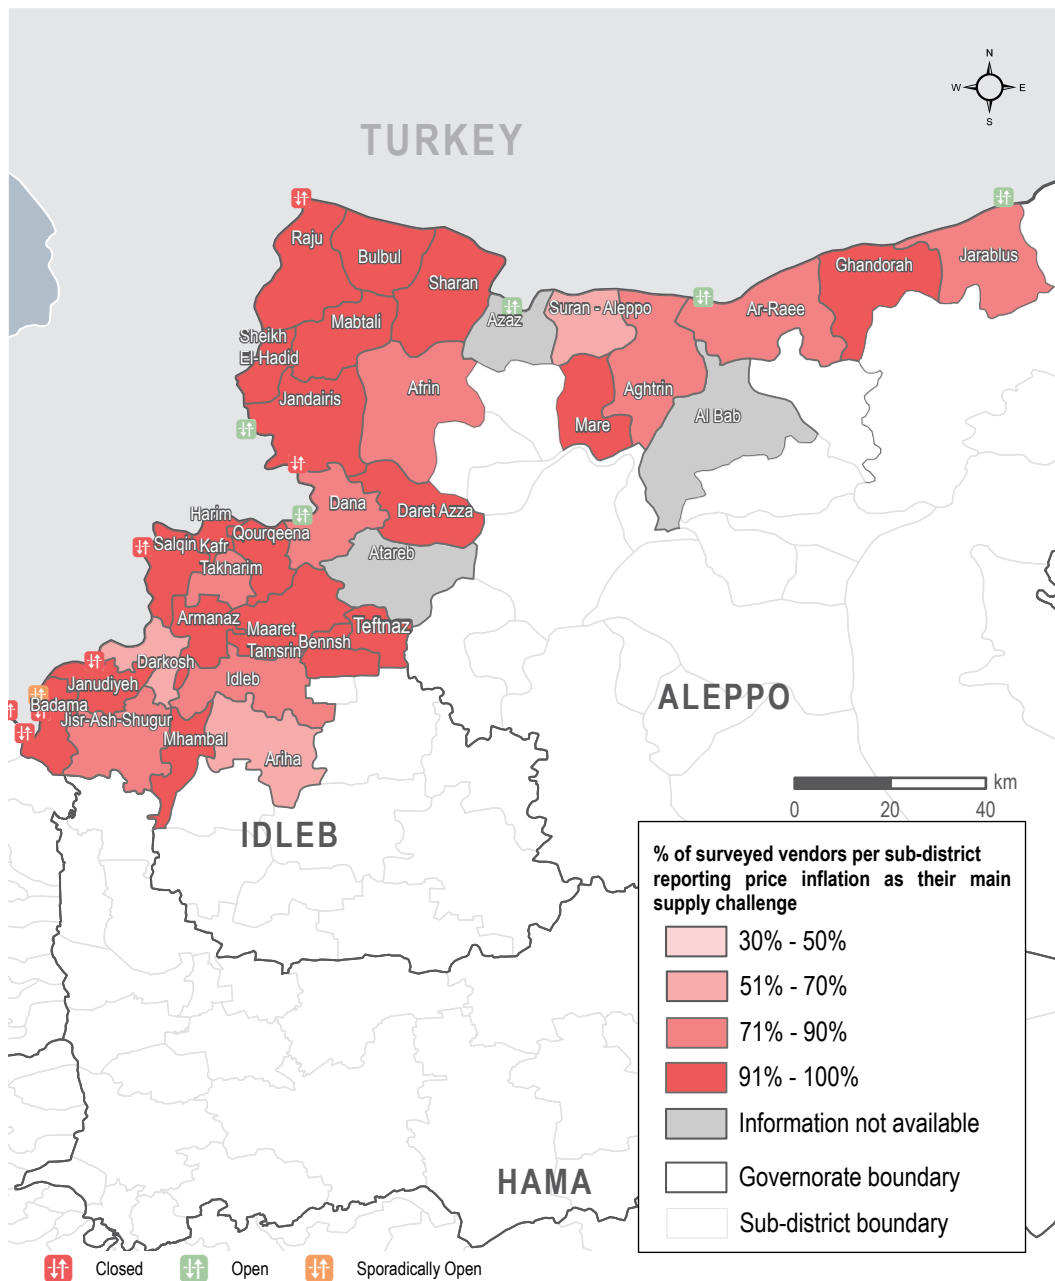 N
W E
S
TURKEY
Raju
Bulbul
Sharan
Ghandorah
Jarablus
Mabtali
Azaz
Suran - Aleppo
Ar-Raee
Sheikh
El-Hadid
Jandairis
Afrin
Aghtrin
Mare
Al Bab
Dana
Daret Azza
Harim
Qourqeena
Salqin
Kafr
Takharim
Atareb
Armanaz
Maaret
Tamsrin
Bennsh
Teftnaz
Darkosh
Idleb
Janudiyeh
Badama
Jisr-Ash-Shugur
Mhambal
Ariha
ALEPPO
IDLEB
HAMA
km
0 20 40
% of surveyed vendors per sub-district
reporting price inflation as their main
supply challenge
30% - 50%
51% - 70%
71% - 90%
91% - 100%
Information not available
Governorate boundary
Sub-district boundary
Closed Open Sporadically Open